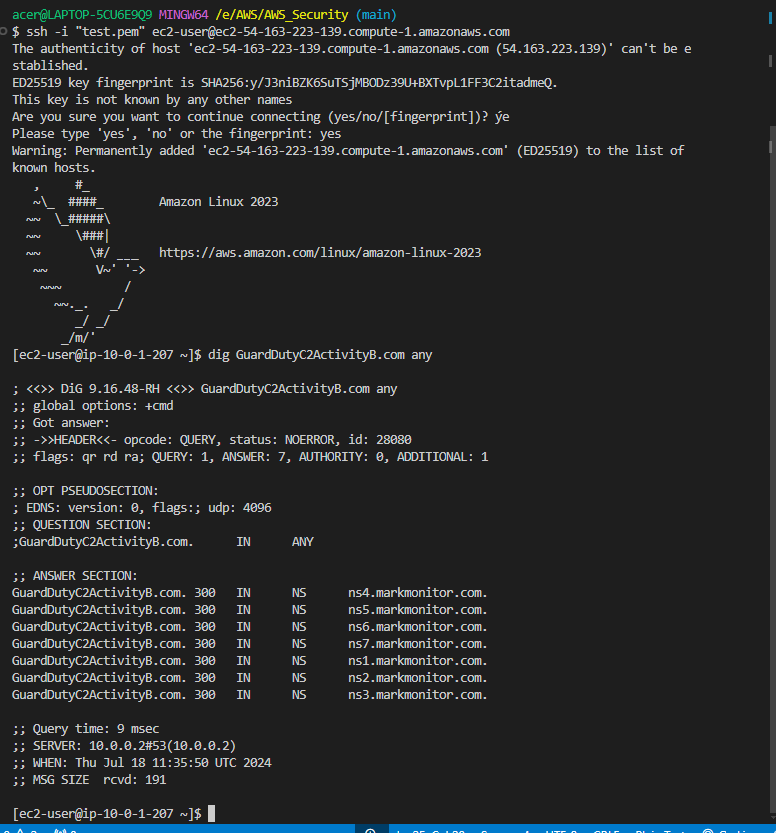 acer@LAPTOP-5CU6E9Q9 MINGW64 /e/AWS/AWS_Security (main)
$ ssh -i "test.pem" ec2-user@ec2-54-163-223-139.compute-1.amazonaws.com
The authenticity of host 'ec2-54-163-223-139.compute-1.amazonaws.com (54.163.223.139)' can't be e
stablished.
ED25519 key fingerprint is SHA256:y/J3niBZK6SuTSjMBODz39U+BXTvpL1FF3C2itadmeQ.
This key is not known by any other names
Are you sure you want to continue connecting (yes/no/[fingerprint])? ýe
Please type 'yes', 'no' or the fingerprint: yes
Warning: Permanently added 'ec2-54-163-223-139.compute-1.amazonaws.com' (ED25519) to the list of
known hosts.
   ,     #_
   ~\_  ####_        Amazon Linux 2023
  ~~  \_#####\
  ~~     \###|
  ~~       \#/ ___   https://aws.amazon.com/linux/amazon-linux-2023
   ~~       V~' '->
    ~~~         /
      ~~._.   _/
         _/ _/
       _/m/'
[ec2-user@ip-10-0-1-207 ~]$ dig GuardDutyC2ActivityB.com any

; <<>> DiG 9.16.48-RH <<>> GuardDutyC2ActivityB.com any
;; global options: +cmd
;; Got answer:
;; ->>HEADER<<- opcode: QUERY, status: NOERROR, id: 28080
;; flags: qr rd ra; QUERY: 1, ANSWER: 7, AUTHORITY: 0, ADDITIONAL: 1

;; OPT PSEUDOSECTION:
; EDNS: version: 0, flags:; udp: 4096
;; QUESTION SECTION:
;GuardDutyC2ActivityB.com.      IN      ANY

;; ANSWER SECTION:
GuardDutyC2ActivityB.com. 300   IN      NS      ns4.markmonitor.com.
GuardDutyC2ActivityB.com. 300   IN      NS      ns5.markmonitor.com.
GuardDutyC2ActivityB.com. 300   IN      NS      ns6.markmonitor.com.
GuardDutyC2ActivityB.com. 300   IN      NS      ns7.markmonitor.com.
GuardDutyC2ActivityB.com. 300   IN      NS      ns1.markmonitor.com.
GuardDutyC2ActivityB.com. 300   IN      NS      ns2.markmonitor.com.
GuardDutyC2ActivityB.com. 300   IN      NS      ns3.markmonitor.com.

;; Query time: 9 msec
;; SERVER: 10.0.0.2#53(10.0.0.2)
;; WHEN: Thu Jul 18 11:35:50 UTC 2024
;; MSG SIZE  rcvd: 191

[ec2-user@ip-10-0-1-207 ~]$